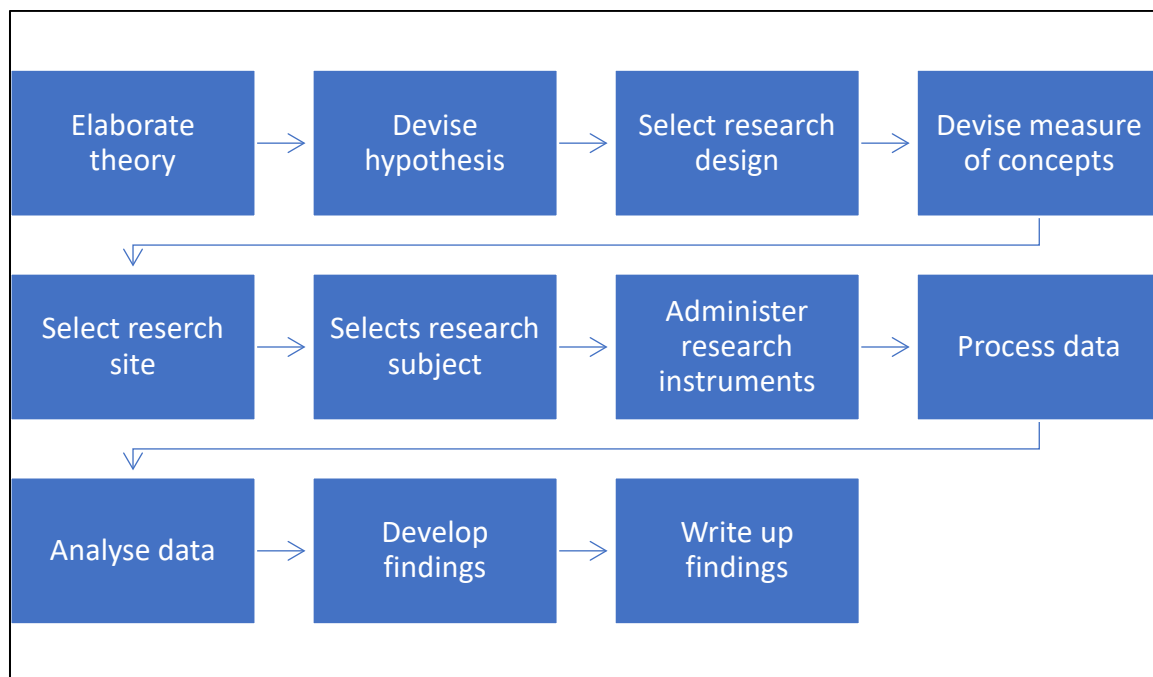 Elaborate
theory
Devise
hypothesis
Select research
design
Devise measure
of concepts
Select reserch
site
Selects research
subject
Administer
research
instruments
Process data
Analyse data
Develop
findings
Write up
findings